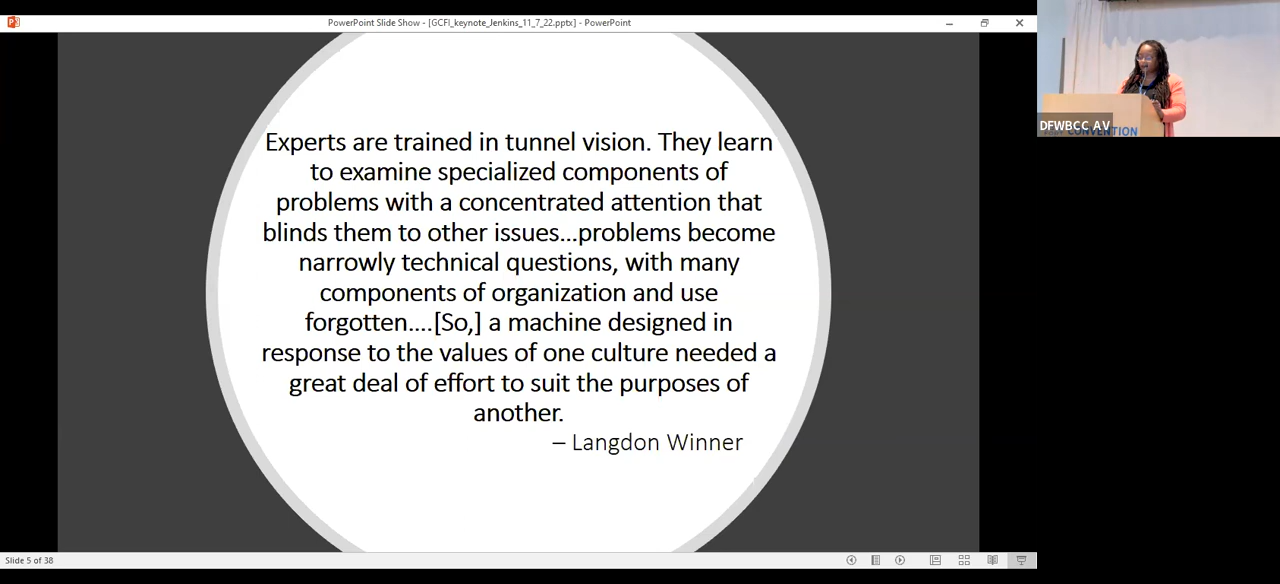 PowerPoint Slide Show - [GCFI_keynote_Jenkins_11_7_22.pptx] - PowerPoint
Experts are trained in tunnel vision. They learn
to examine specialized components of
problems with a concentrated attention that
blinds them to other issues...problems become
narrowly technical questions, with many
components of organization and use
forgotten....[So,] a machine designed in
response to the values of one culture needed a
great deal of effort to suit the purposes of
another.
– Langdon Winner
DFWBCC AV
CONVENTION
Slide 5 of 38